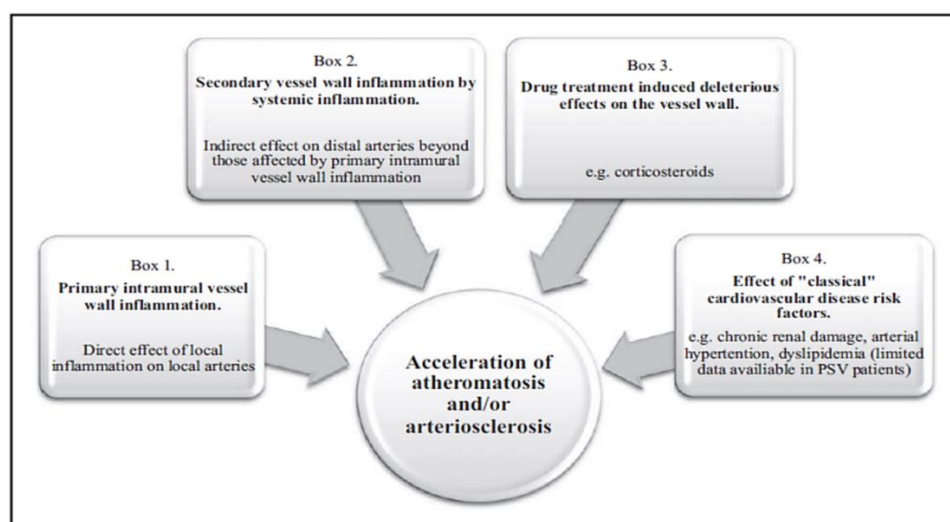 Box 1.
Primary intramural vessel
wall inflammation.
Direct effect of local
inflammation on local arteries
Box 2.
Secondary vessel wall inflammation by
systemic inflammation.
Indirect effect on distal arteries beyond
those affected by primary intramural
vessel wall inflammation
Box 3.
Drug treatment induced deleterious
effects on the vessel wall.
e.g. corticosteroids
Box 4.
Effect of "classical"
cardiovascular disease risk
factors.
e.g. chronic renal damage, arterial
hypertention, dyslipidemia (limited
data availiable in PSV patients)
Acceleration of
atheromatosis
and/or
arteriosclerosis